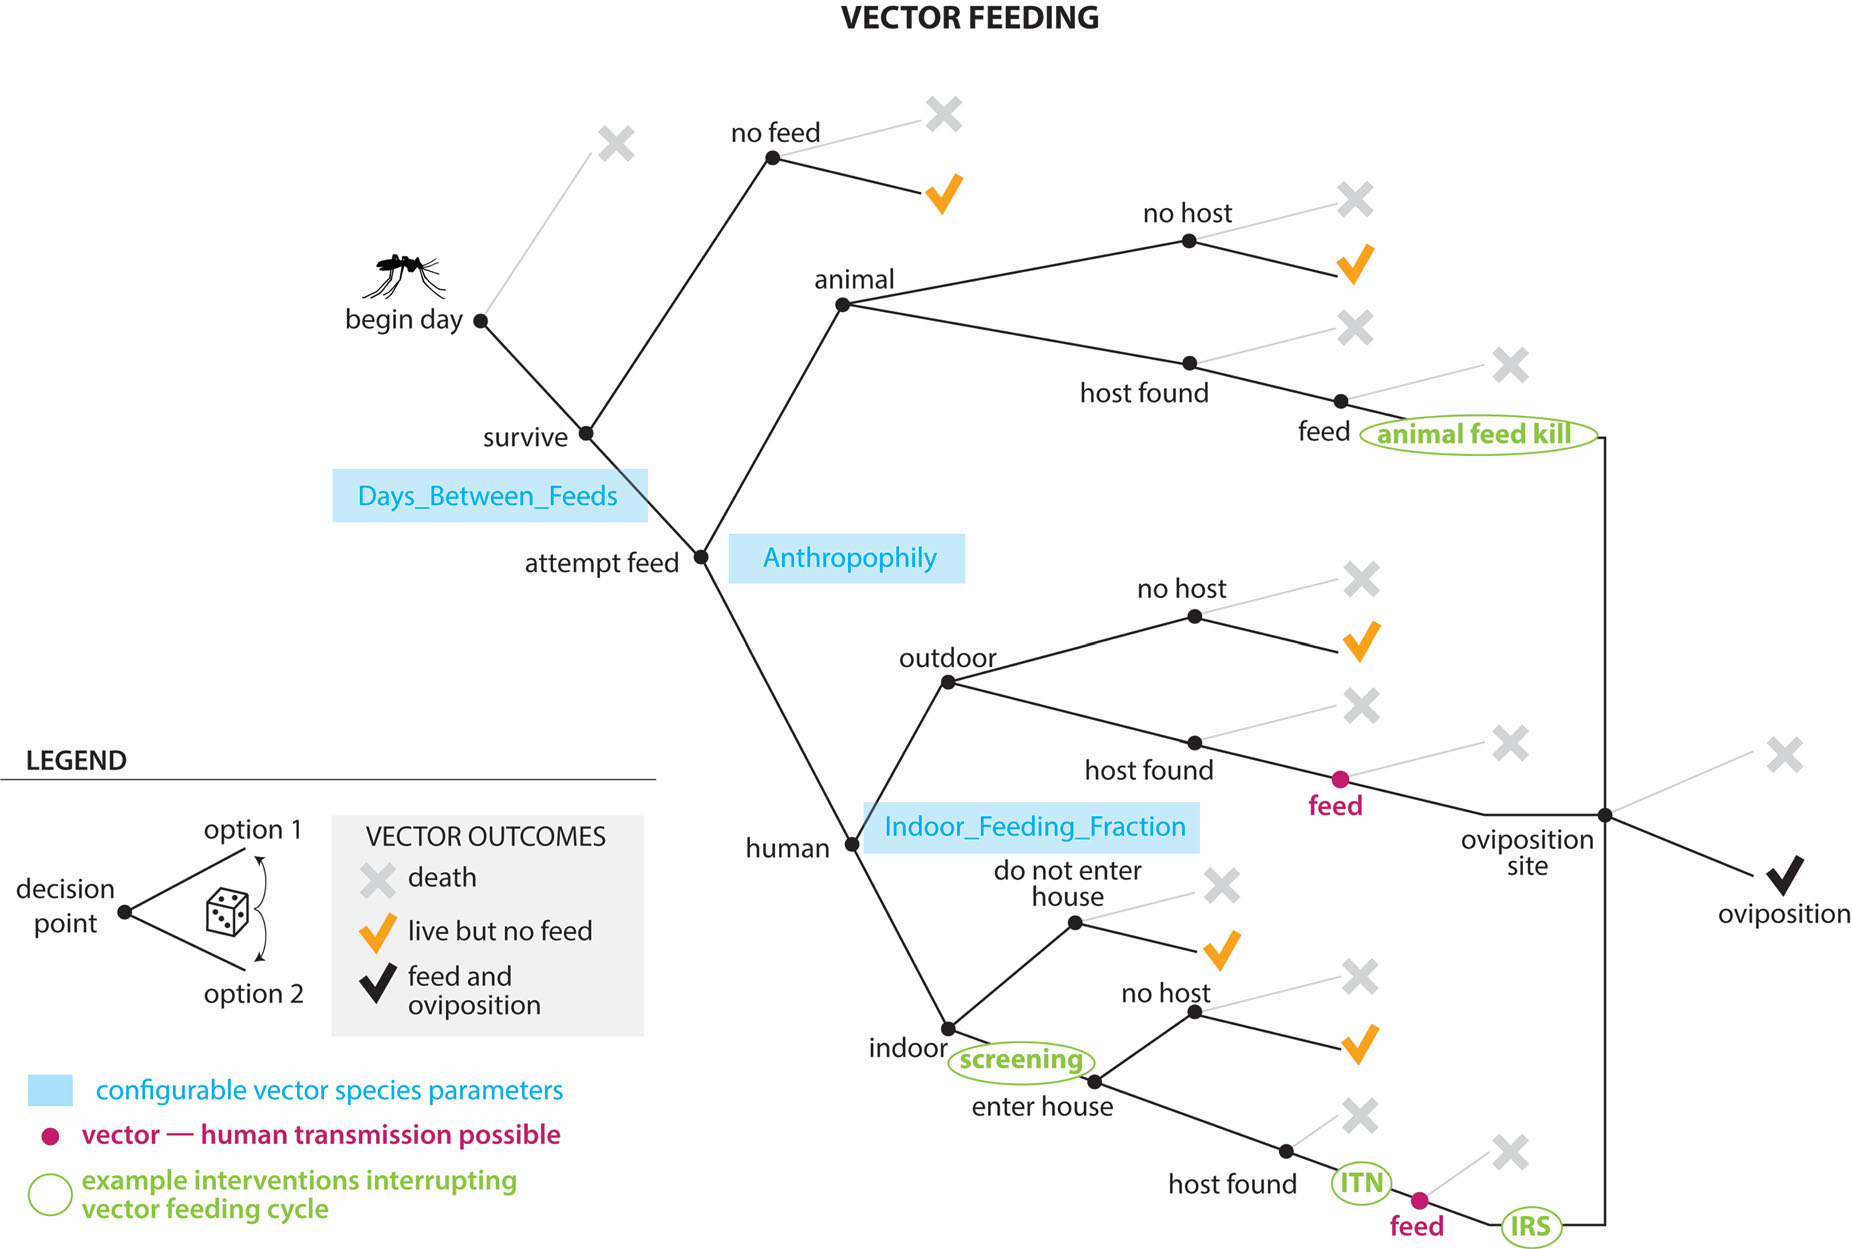 VECTOR FEEDING
no feed
no host
animal
begin day
host found
survive
feed
animal feed kill
Days_Between_Feeds
attempt feed
Anthropophily
no host
outdoor
host found
feed
Indoor_Feeding_Fraction
human
oviposition
site
do not enter
house
oviposition
no host
indoor
screening
enter house
host found
ITN
feed
IRS
LEGEND
option 1
decision
point
option 2
VECTOR OUTCOMES
death
live but no feed
feed and
oviposition
configurable vector species parameters
vector — human transmission possible
example interventions interrupting
vector feeding cycle